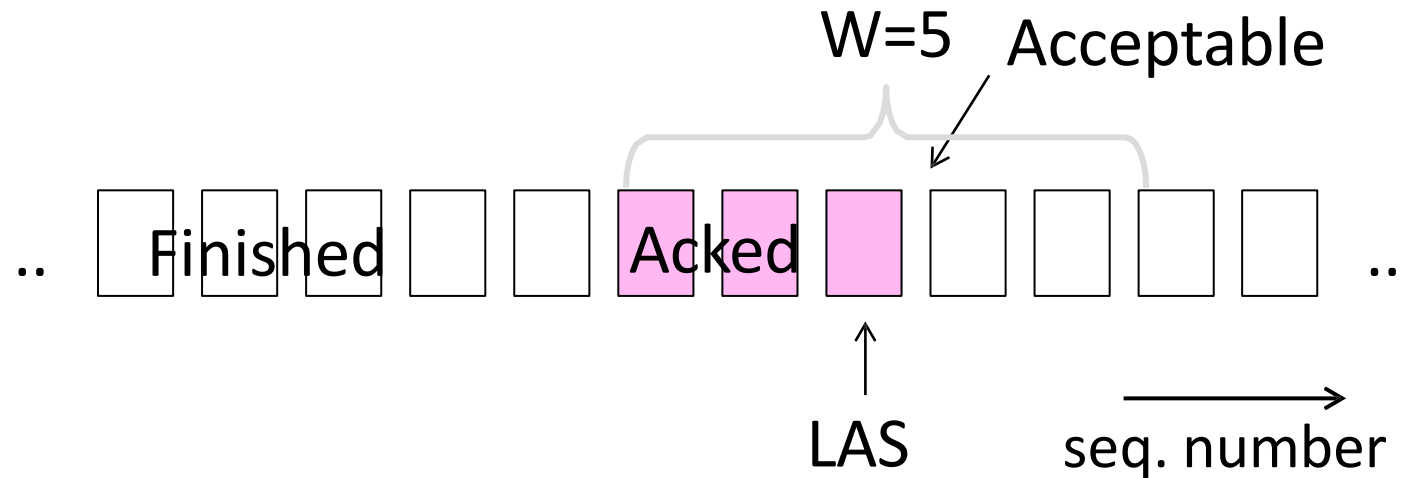 W=5
Acceptable
.. Finished Acked ..
LAS
seq. number